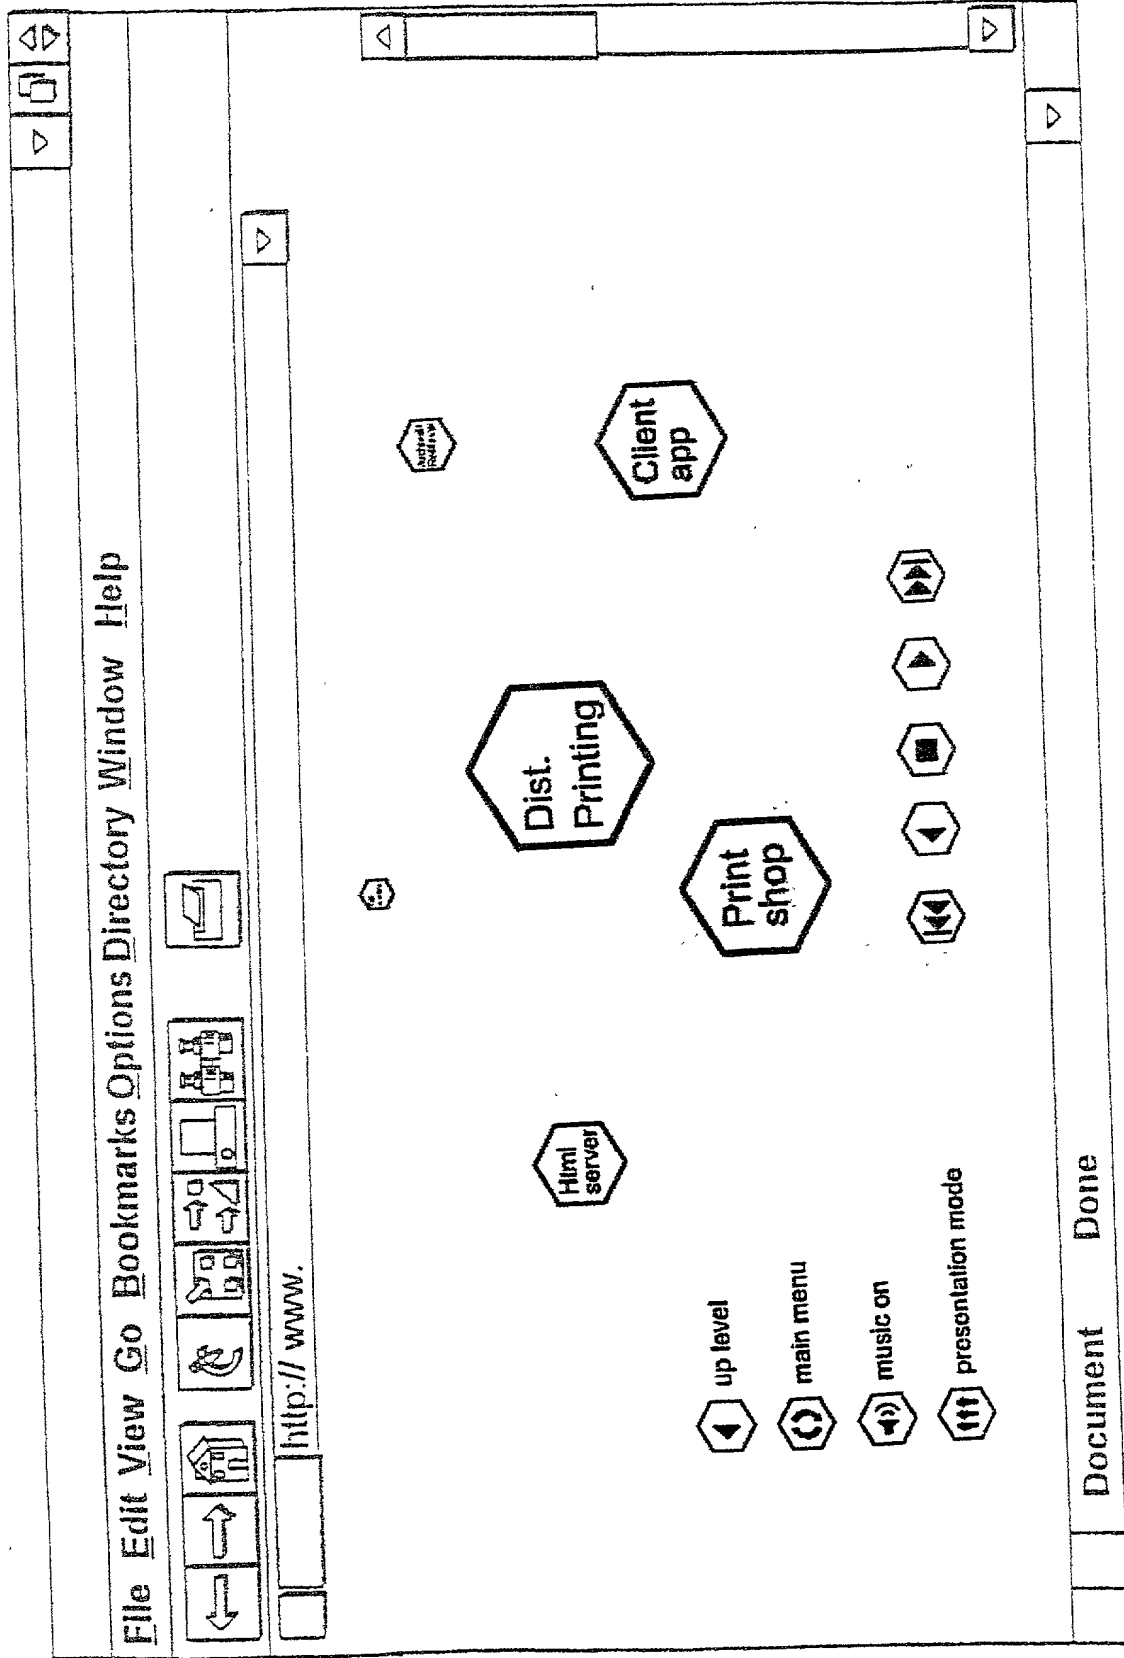 File Edit View Go Bookmarks Options Directory Window Help
http:// www.
Dist.
Printing
Html
server
Client
app
Print
shop
up level
main menu
music on
presentation mode
Document Done